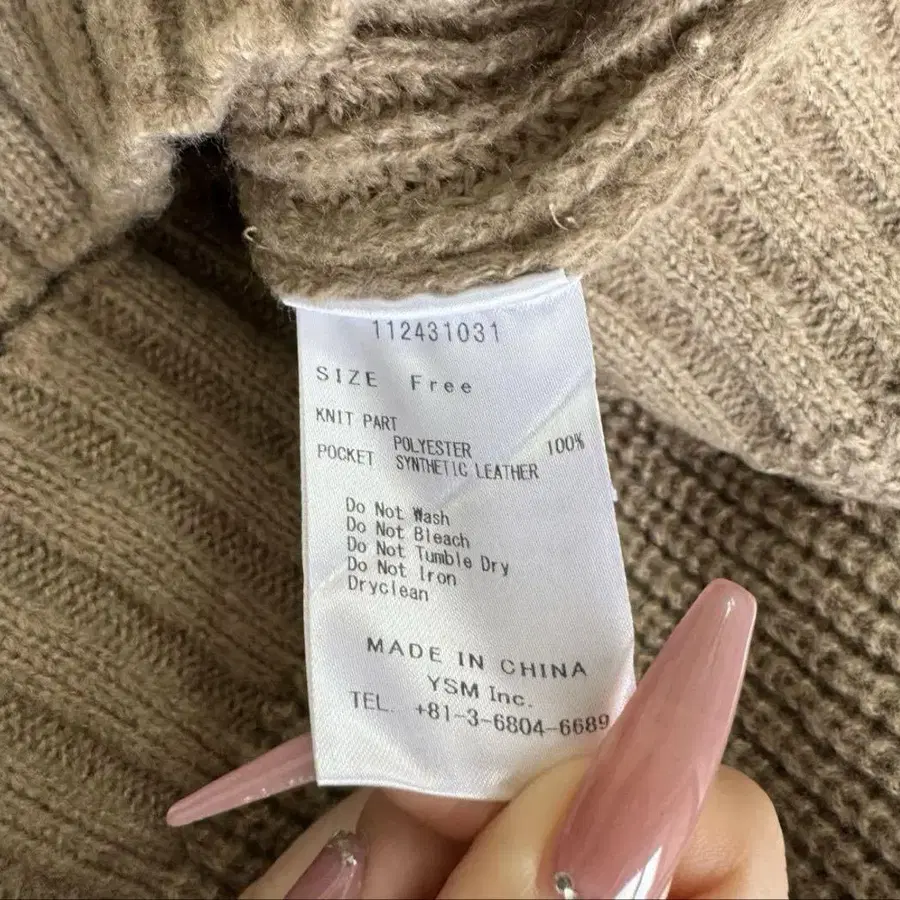 112431031
SIZE Free
KNIT PART
POLYESTER 100%
POCKET SYNTHETIC LEATHER
Do Not Wash
Do Not Bleach
Do Not Tumble Dry
Do Not Iron
Dryclean
MADE IN CHINA
YSM Inc.
TEL. +81-3-6804-6689